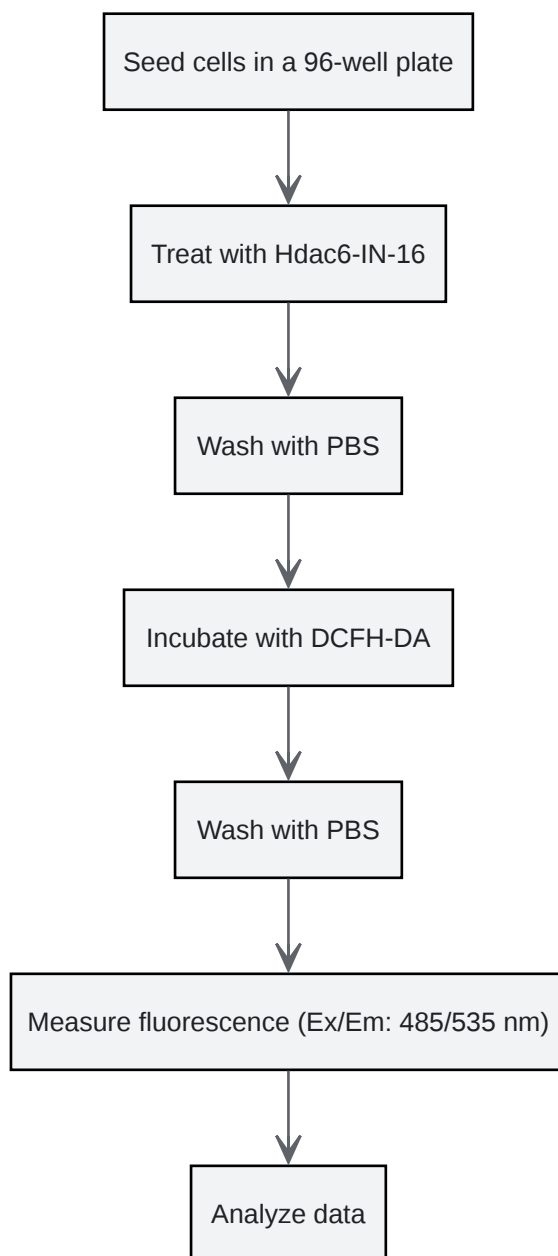 Seed cells in a 96-well plate
Treat with Hdac6-IN-16
Wash with PBS
Incubate with DCFH-DA
Wash with PBS
Measure fluorescence (Ex/Em: 485/535 nm)
Analyze data